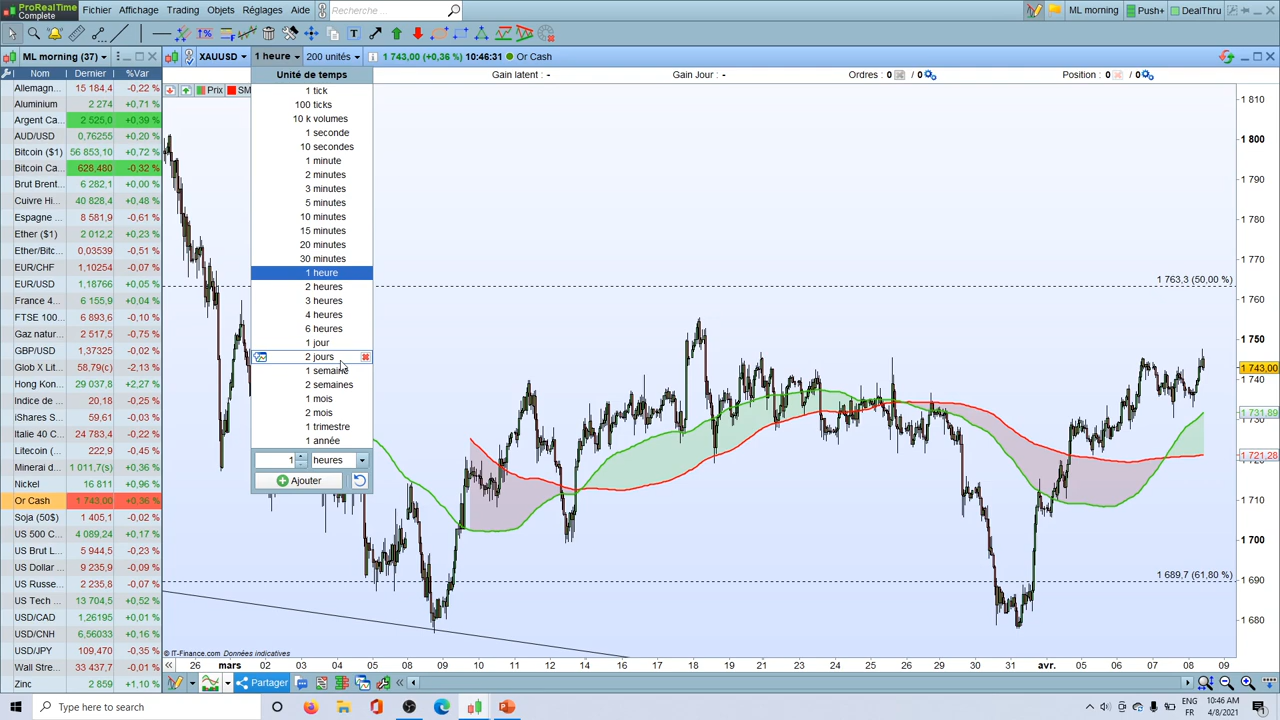 ProRealTime Complete
Fichier Affichage Trading Objets Réglages Aide Recherche... ML morning Push+ DealThru
ML morning (37) XAUUSD 1 heure 200 unités 1 743,00 (+0,36 %) 10:46:31 Or Cash
Nom Dernier %Var
Unité de temps Gain latent : - Gain Jour : - Ordres : 0 / 0 Position : 0 / 0
Prix SM
Allemagn... 15 184,4 -0,22 %
Aluminium 2 274 +0,71 %
Argent Ca... 2 525,0 +0,39 %
AUD/USD 0,76255 +0,20 %
Bitcoin ($1) 56 853,10 +0,72 %
Bitcoin Ca... 628,480 -0,32 %
Brut Brent... 6 282,1 +0,00 %
Cuivre Hi... 40 828,4 +0,48 %
Espagne ... 8 581,9 -0,61 %
Ether ($1) 2 012,2 +0,23 %
Ether/Bitc... 0,03539 -0,51 %
EUR/CHF 1,10254 -0,07 %
EUR/USD 1,18765 +0,05 %
France 4... 6 155,9 +0,04 %
FTSE 100... 6 893,6 -0,10 %
Gaz natur... 2 517,5 -0,75 %
GBP/USD 1,37325 -0,02 %
Glob X Lit... 58,79(c) -2,13 %
Hong Kon... 29 037,8 +2,27 %
Indice de ... 20,18 -0,40 %
iShares S... 59,61 -0,03 %
Italie 40 C... 24 783,4 -0,22 %
Litecoin (... 222,9 -0,45 %
Minerai d... 1 011,7(s) +0,36 %
Nickel 16 811 +0,96 %
Or Cash 1 743,00 +0,36 %
Soja (50$) 1 405,1 -0,02 %
US 500 C... 4 089,24 +0,17 %
US Brut L... 5 944,5 -0,23 %
US Dollar ... 9 235,9 -0,09 %
US Russe... 2 235,8 -0,07 %
US Tech ... 13 704,5 +0,52 %
USD/CAD 1,26195 +0,01 %
USD/CNH 6,56033 +0,16 %
USD/JPY 109,470 -0,35 %
Wall Stre... 33 437,7 -0,01 %
Zinc 2 859 +1,10 %
1 tick
100 ticks
10 k volumes
1 seconde
10 secondes
1 minute
2 minutes
3 minutes
5 minutes
10 minutes
15 minutes
20 minutes
30 minutes
1 heure
2 heures
3 heures
4 heures
6 heures
1 jour
2 jours
1 semaine
2 semaines
1 mois
2 mois
1 trimestre
1 année
1 heures
Ajouter
1 763,3 (50,00 %)
1 689,7 (61,80 %)
1 810
1 800
1 790
1 780
1 770
1 760
1 750
1 743,00
1 740
1 731,89
1 721,28
1 710
1 700
1 690
1 680
© IT-Finance.com Données indicatives
26 mars 02 03 04 05 08 09 10 11 12 15 16 17 18 19 21 22 23 24 25 26 29 30 31 avr. 05 06 07 08 09
Partager
Type here to search
10:46 AM
FR 4/8/2021